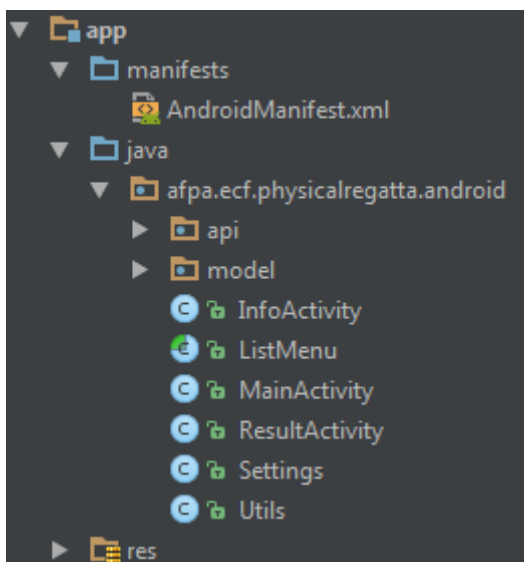 app
manifests
AndroidManifest.xml
java
afpa.ecf.physicalregatta.android
api
model
InfoActivity
ListMenu
MainActivity
ResultActivity
Settings
Utils
res